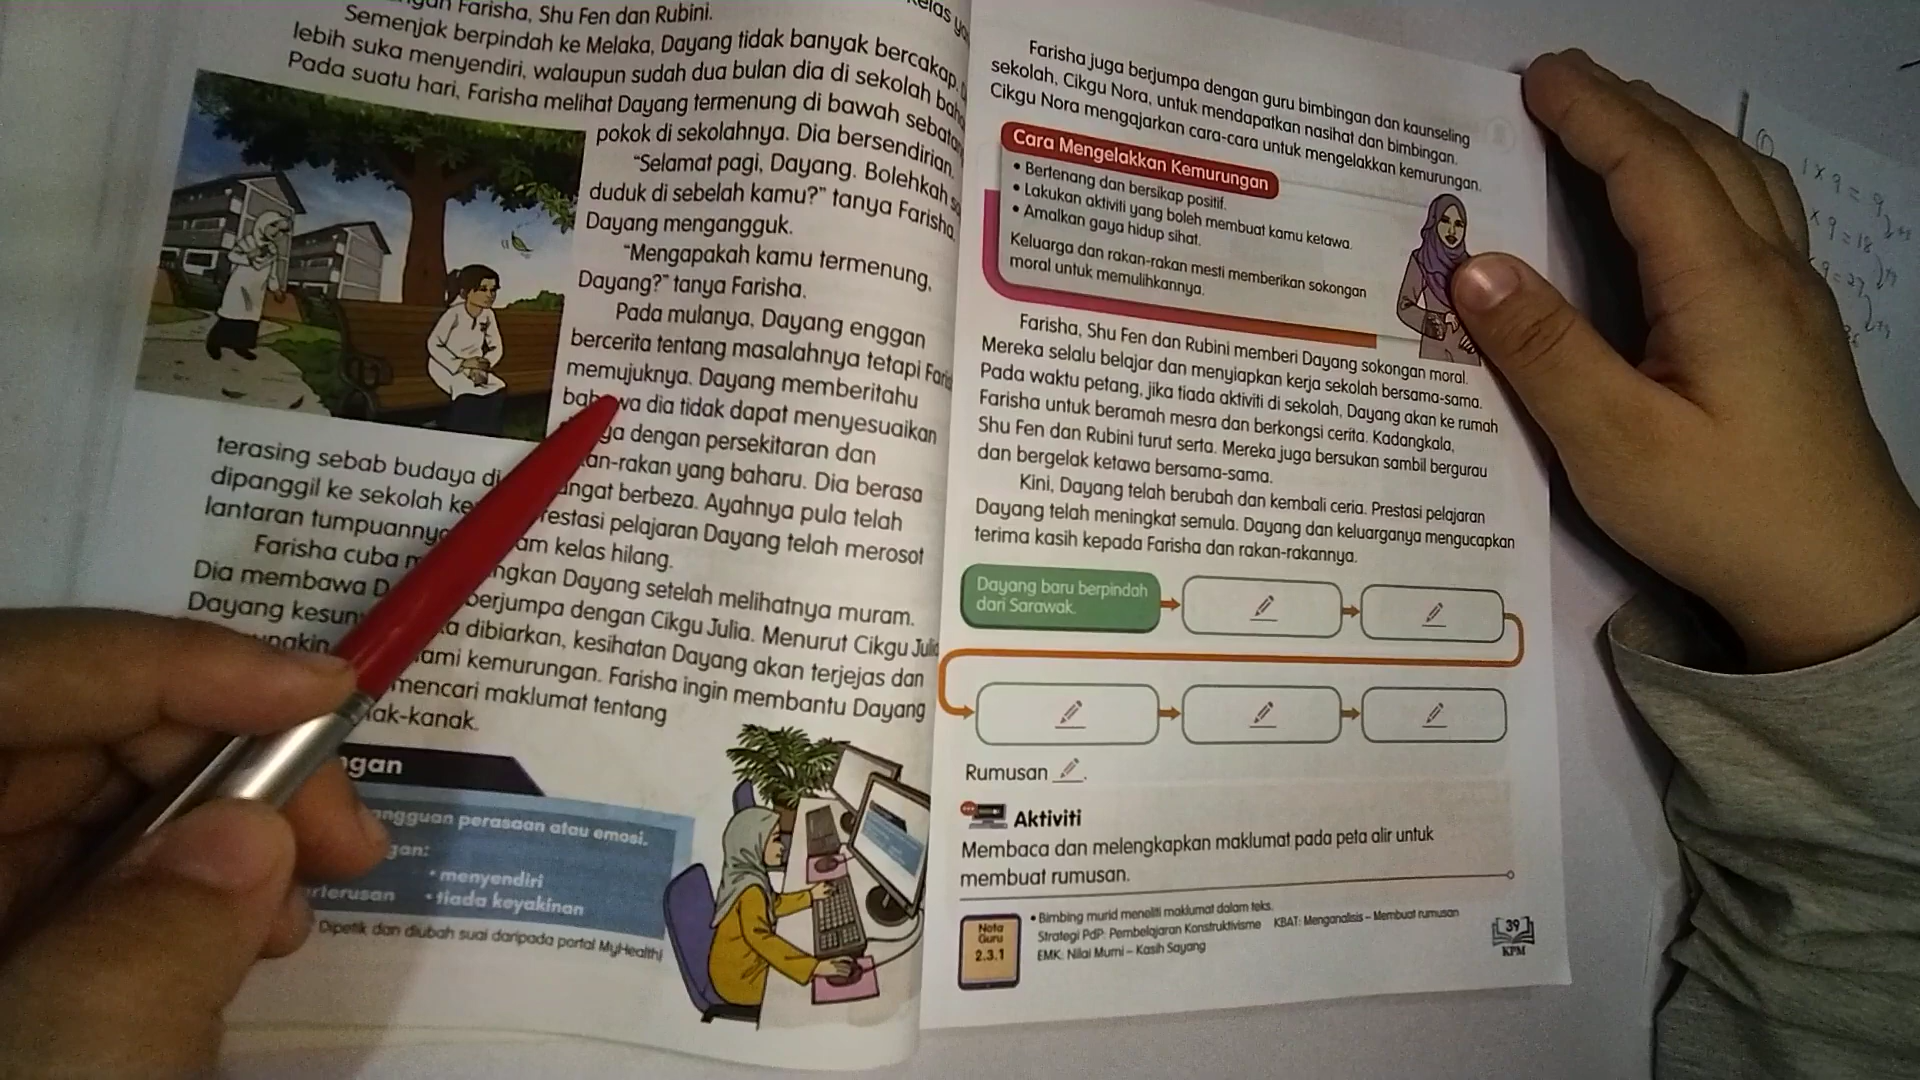 Farisha, Shu Fen dan Rubini.
Semenjak berpindah ke Melaka, Dayang tidak banyak bercakap.
lebih suka menyendiri, walaupun sudah dua bulan dia di sekolah
Pada suatu hari, Farisha melihat Dayang termenung di bawah
pokok di sekolahnya. Dia bersendirian.
"Selamat pagi, Dayang. Bolehkah
duduk di sebelah kamu?" tanya Farisha.
Dayang mengangguk.
"Mengapakah kamu termenung,
Dayang?" tanya Farisha.
Pada mulanya, Dayang enggan
bercerita tentang masalahnya tetapi
memujuknya. Dayang memberitahu
dia tidak dapat menyesuaikan
dengan persekitaran dan
yang baharu. Dia berasa
terasing sebab budaya berbeza. Ayahnya pula telah
dipanggil ke sekolah pelajaran Dayang telah merosot
lantaran kelas hilang.
Farisha cuba Dayang setelah melihatnya muram.
Dia membawa berjumpa dengan Cikgu Julia. Menurut Cikgu
Dayang dibiarkan, kesihatan Dayang akan terjejas dan
kemurungan. Farisha ingin membantu Dayang
mencari maklumat tentang
perasaan atau emosi.
• menyendiri
• tiada keyakinan
Dipetik dan diubah suai daripada portal MyHealth
Farisha juga berjumpa dengan guru bimbingan dan kaunseling
sekolah, Cikgu Nora, untuk mendapatkan nasihat dan bimbingan.
Cikgu Nora mengajarkan cara-cara untuk mengelakkan kemurungan.
Cara Mengelakkan Kemurungan
• Bertenang dan bersikap positif.
• Lakukan aktiviti yang boleh membuat kamu ketawa.
• Amalkan gaya hidup sihat.
Keluarga dan rakan-rakan mesti memberikan sokongan
moral untuk memulihkannya.
Farisha, Shu Fen dan Rubini memberi Dayang sokongan moral.
Mereka selalu belajar dan menyiapkan kerja sekolah bersama-sama.
Pada waktu petang, jika tiada aktiviti di sekolah, Dayang akan ke rumah
Farisha untuk beramah mesra dan berkongsi cerita. Kadangkala,
Shu Fen dan Rubini turut serta. Mereka juga bersukan sambil bergurau
dan bergelak ketawa bersama-sama.
Kini, Dayang telah berubah dan kembali ceria. Prestasi pelajaran
Dayang telah meningkat semula. Dayang dan keluarganya mengucapkan
terima kasih kepada Farisha dan rakan-rakannya.
Dayang baru berpindah
dari Sarawak.
Rumusan
Aktiviti
Membaca dan melengkapkan maklumat pada peta alir untuk
membuat rumusan.
Nota
Guru
2.3.1
• Bimbing murid meneliti maklumat dalam teks.
Strategi PdP: Pembelajaran Konstruktivisme KBAT: Menganalisis – Membuat rumusan
EMK: Nilai Murni – Kasih Sayang
39
KPM
1 × 9 = 9
× 9 = 18